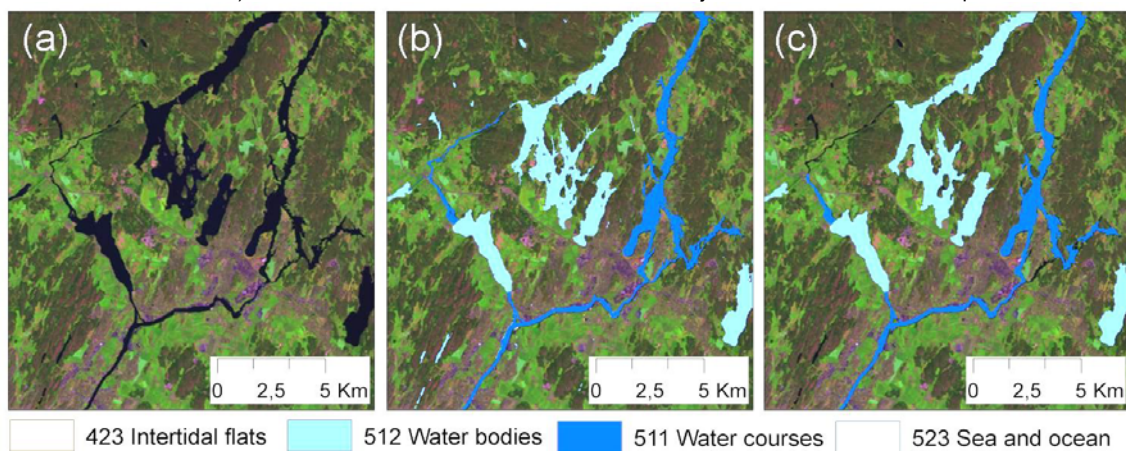 (a) (b) (c)
0 2,5 5 Km 0 2,5 5 Km 0 2,5 5 Km
423 Intertidal flats 512 Water bodies 511 Water courses 523 Sea and ocean